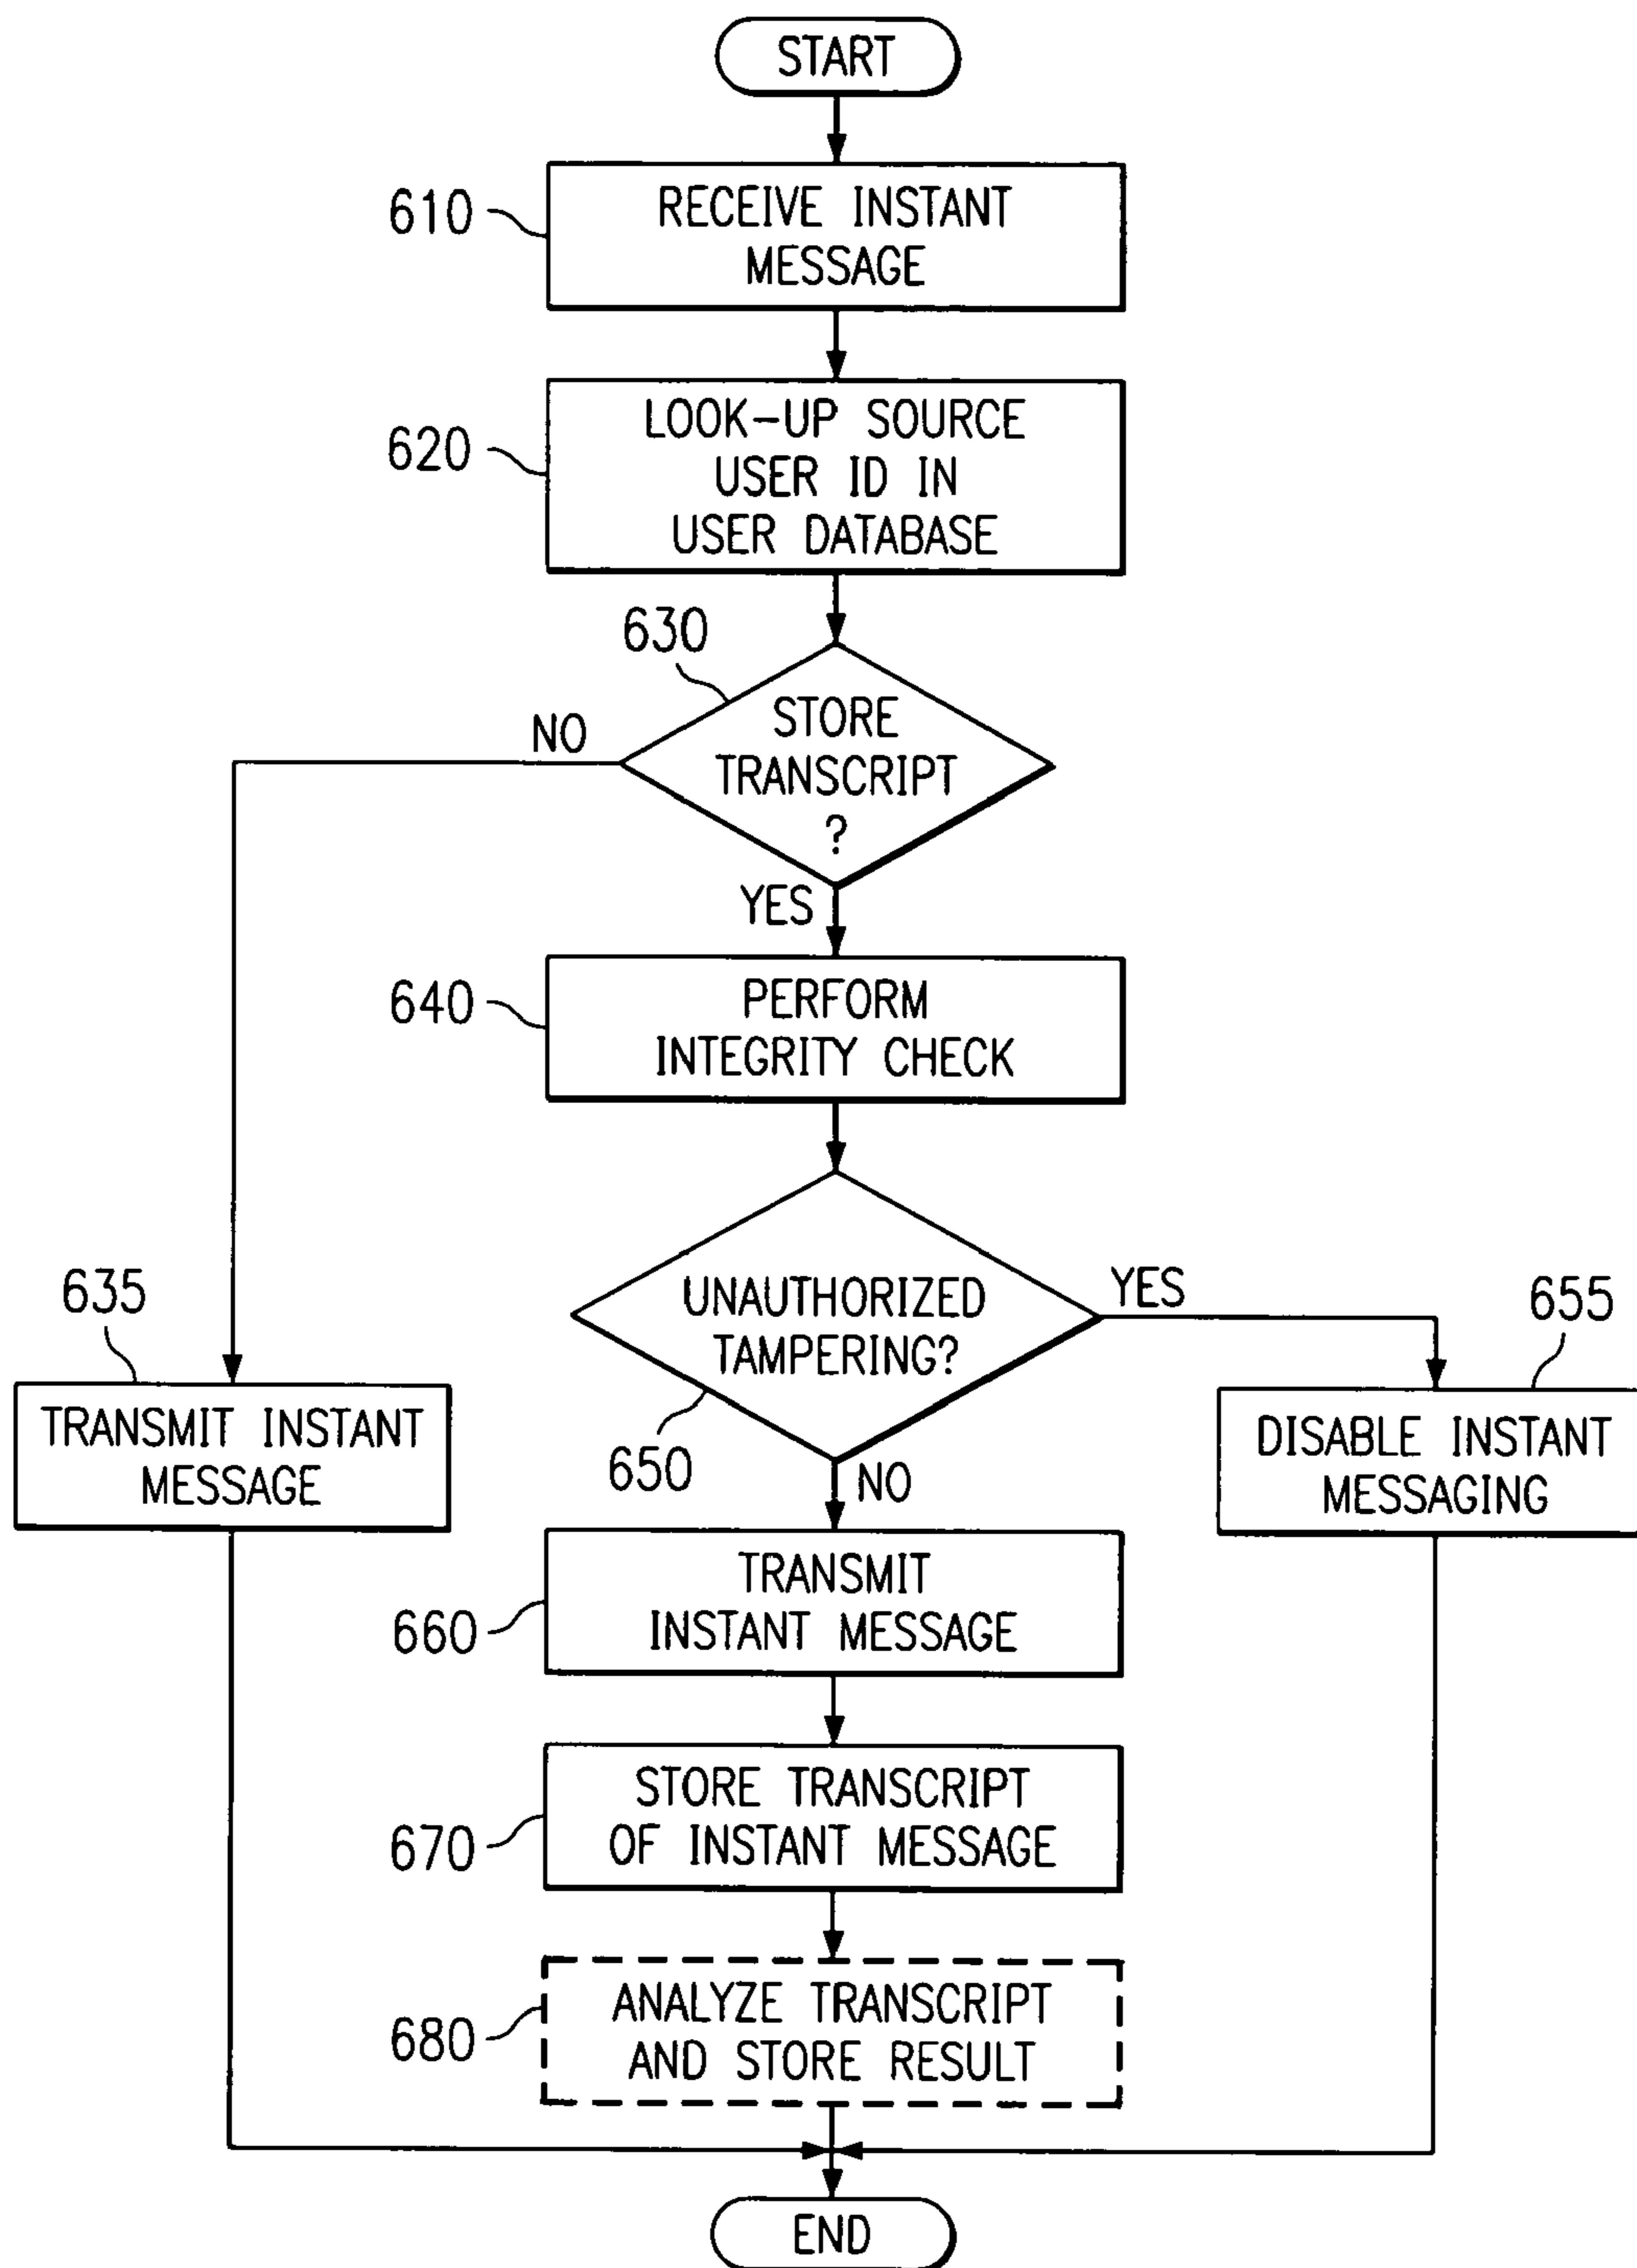 START
610
RECEIVE INSTANT
MESSAGE
620
LOOK-UP SOURCE
USER ID IN
USER DATABASE
630
STORE
TRANSCRIPT
?
NO
YES
640
PERFORM
INTEGRITY CHECK
635
TRANSMIT INSTANT
MESSAGE
UNAUTHORIZED
TAMPERING?
650
YES
655
DISABLE INSTANT
MESSAGING
NO
660
TRANSMIT
INSTANT MESSAGE
670
STORE TRANSCRIPT
OF INSTANT MESSAGE
680
ANALYZE TRANSCRIPT
AND STORE RESULT
END